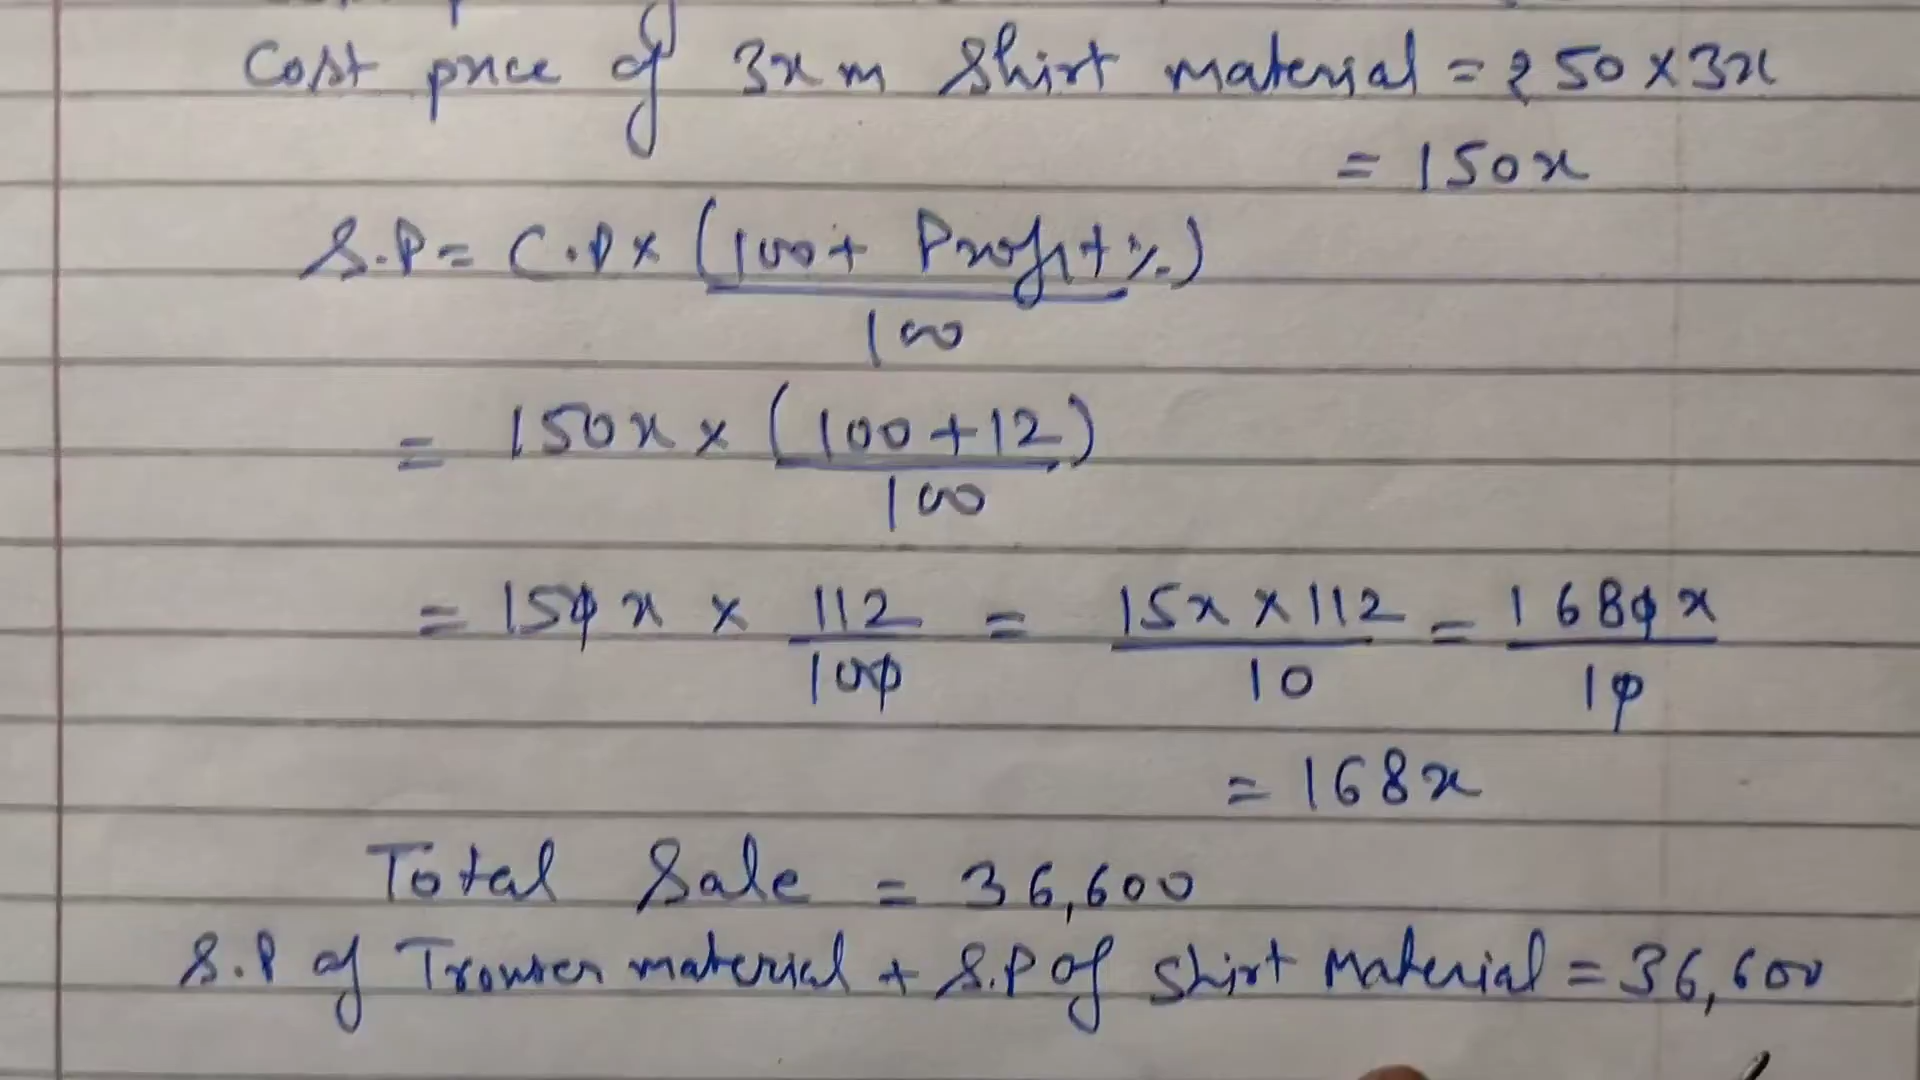 Cost price of 3x m Shirt material = ₹50 × 3x
= 150x
S.P = C.P × (100 + Profit %)
100
= 150x × (100 + 12)
100
= 150x × 112/100 = 15x × 112/10 = 1680x/10
= 168x
Total Sale = 36,600
S.P of Trouser material + S.P of Shirt Material = 36,600